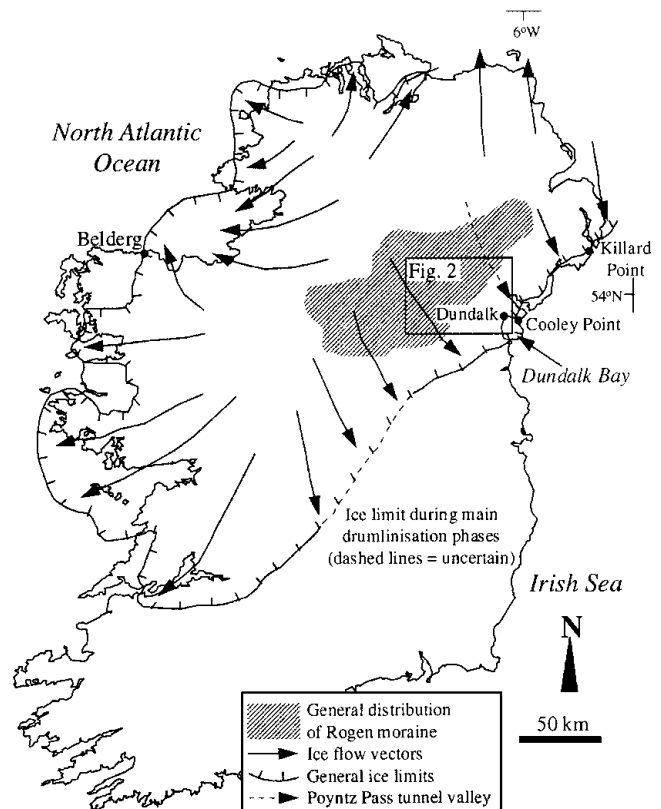 6°W
North Atlantic
Ocean
Belderg
Killard
Point
54°N
Fig. 2
Dundalk
Cooley Point
Dundalk Bay
Ice limit during main
drumlinisation phases
(dashed lines = uncertain)
Irish Sea
N
50 km
General distribution
of Rogen moraine
Ice flow vectors
General ice limits
Poyntz Pass tunnel valley